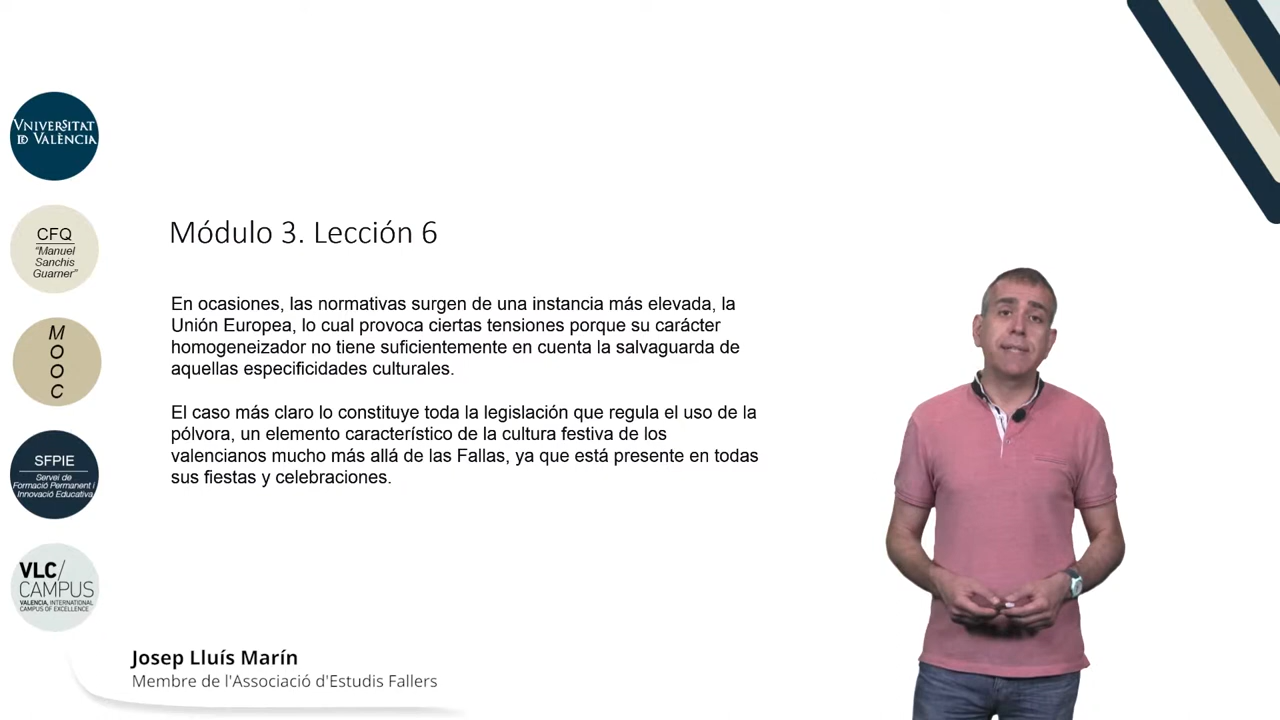 VNIVERSITAT
DE VALÈNCIA
CFQ
"Manuel
Sanchis
Guarner"
M
O
O
C
SFPIE
Servei de
Formació Permanent i
Innovació Educativa
VLC/
CAMPUS
VALENCIA, INTERNATIONAL
CAMPUS OF EXCELLENCE
Módulo 3. Lección 6
En ocasiones, las normativas surgen de una instancia más elevada, la
Unión Europea, lo cual provoca ciertas tensiones porque su carácter
homogeneizador no tiene suficientemente en cuenta la salvaguarda de
aquellas especificidades culturales.
El caso más claro lo constituye toda la legislación que regula el uso de la
pólvora, un elemento característico de la cultura festiva de los
valencianos mucho más allá de las Fallas, ya que está presente en todas
sus fiestas y celebraciones.
Josep Lluís Marín
Membre de l'Associació d'Estudis Fallers